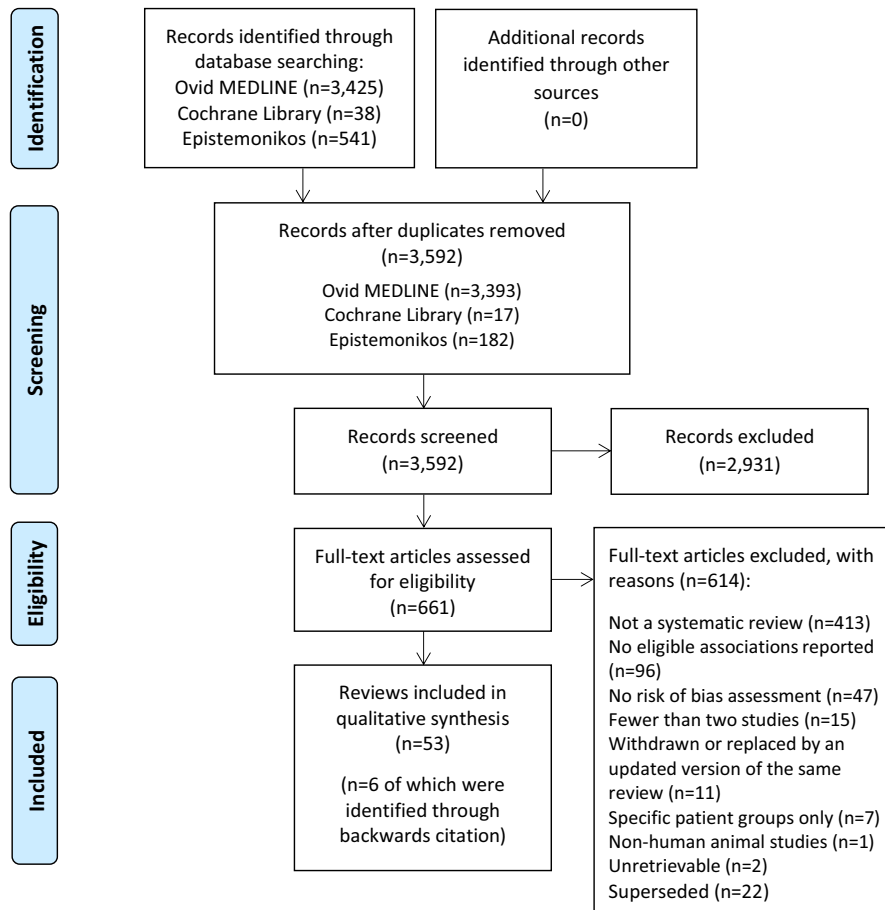 Identification
Records identified through
database searching:
Ovid MEDLINE (n=3,425)
Cochrane Library (n=38)
Epistemonikos (n=541)
Additional records
identified through other
sources
(n=0)
Screening
Records after duplicates removed
(n=3,592)
Ovid MEDLINE (n=3,393)
Cochrane Library (n=17)
Epistemonikos (n=182)
Records screened
(n=3,592)
Records excluded
(n=2,931)
Eligibility
Full-text articles assessed
for eligibility
(n=661)
Full-text articles excluded, with
reasons (n=614):
Not a systematic review (n=413)
No eligible associations reported
(n=96)
No risk of bias assessment (n=47)
Fewer than two studies (n=15)
Withdrawn or replaced by an
updated version of the same
review (n=11)
Specific patient groups only (n=7)
Non-human animal studies (n=1)
Unretrievable (n=2)
Superseded (n=22)
Included
Reviews included in
qualitative synthesis
(n=53)
(n=6 of which were
identified through
backwards citation)